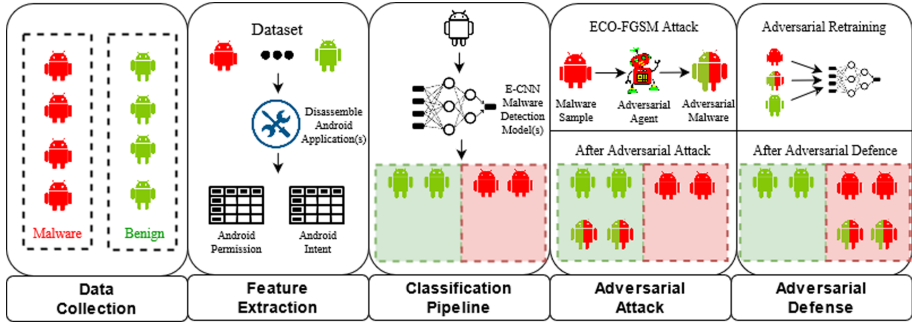 Malware
Benign
Data
Collection
Dataset
Disassemble
Android
Application(s)
Android
Permission
Android
Intent
Feature
Extraction
E-CNN
Malware
Detection
Model(s)
Classification
Pipeline
ECO-FGSM Attack
Malware
Sample
Adversarial
Agent
Adversarial
Malware
After Adversarial Attack
Adversarial
Attack
Adversarial Retraining
After Adversarial Defence
Adversarial
Defense